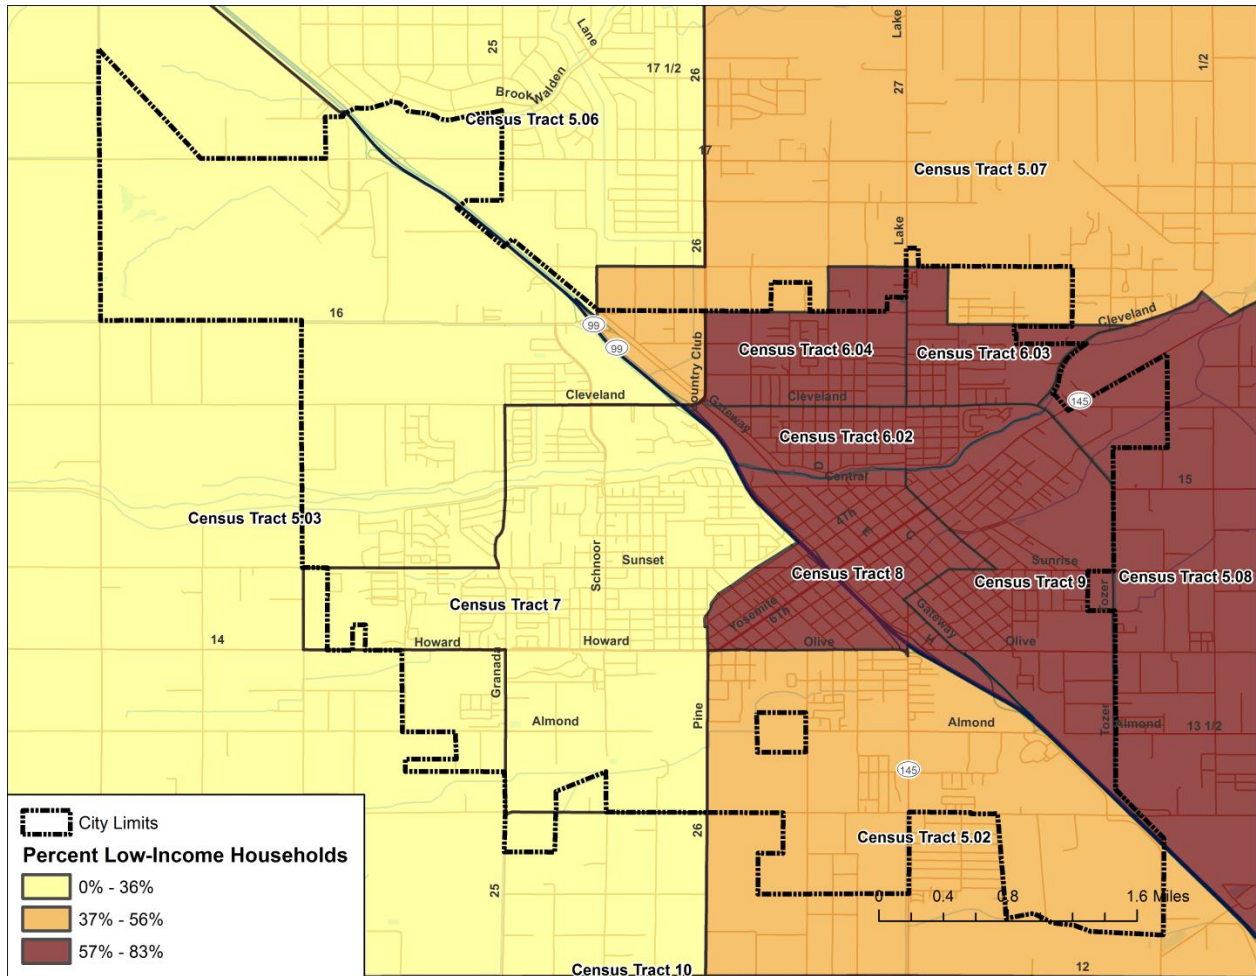 Lane
Lake
25
17 1/2
26
1/2
Walden
27
Brook
Census Tract 5.06
17
Census Tract 5.07
Lake
26
16
99
99
Cleveland
Census Tract 6.04
Census Tract 6.03
Country Club
Cleveland
Cleveland
Gateway
145
Census Tract 6.02
D
Central
15
Census Tract 5.03
4Th
E
C
Schnoor
Sunset
Sunrise
Census Tract 8
Census Tract 9
Census Tract 5.08
Tozer
Census Tract 7
Yosemite
6Th
Gateway
14
Howard
Howard
Olive
H
Olive
Granada
Almond
Pine
Almond
Tozer
Almond
13 1/2
145
26
Census Tract 5.02
25
0 0.4 0.8 1.6 Miles
12
Census Tract 10
City Limits
Percent Low-Income Households
0% - 36%
37% - 56%
57% - 83%